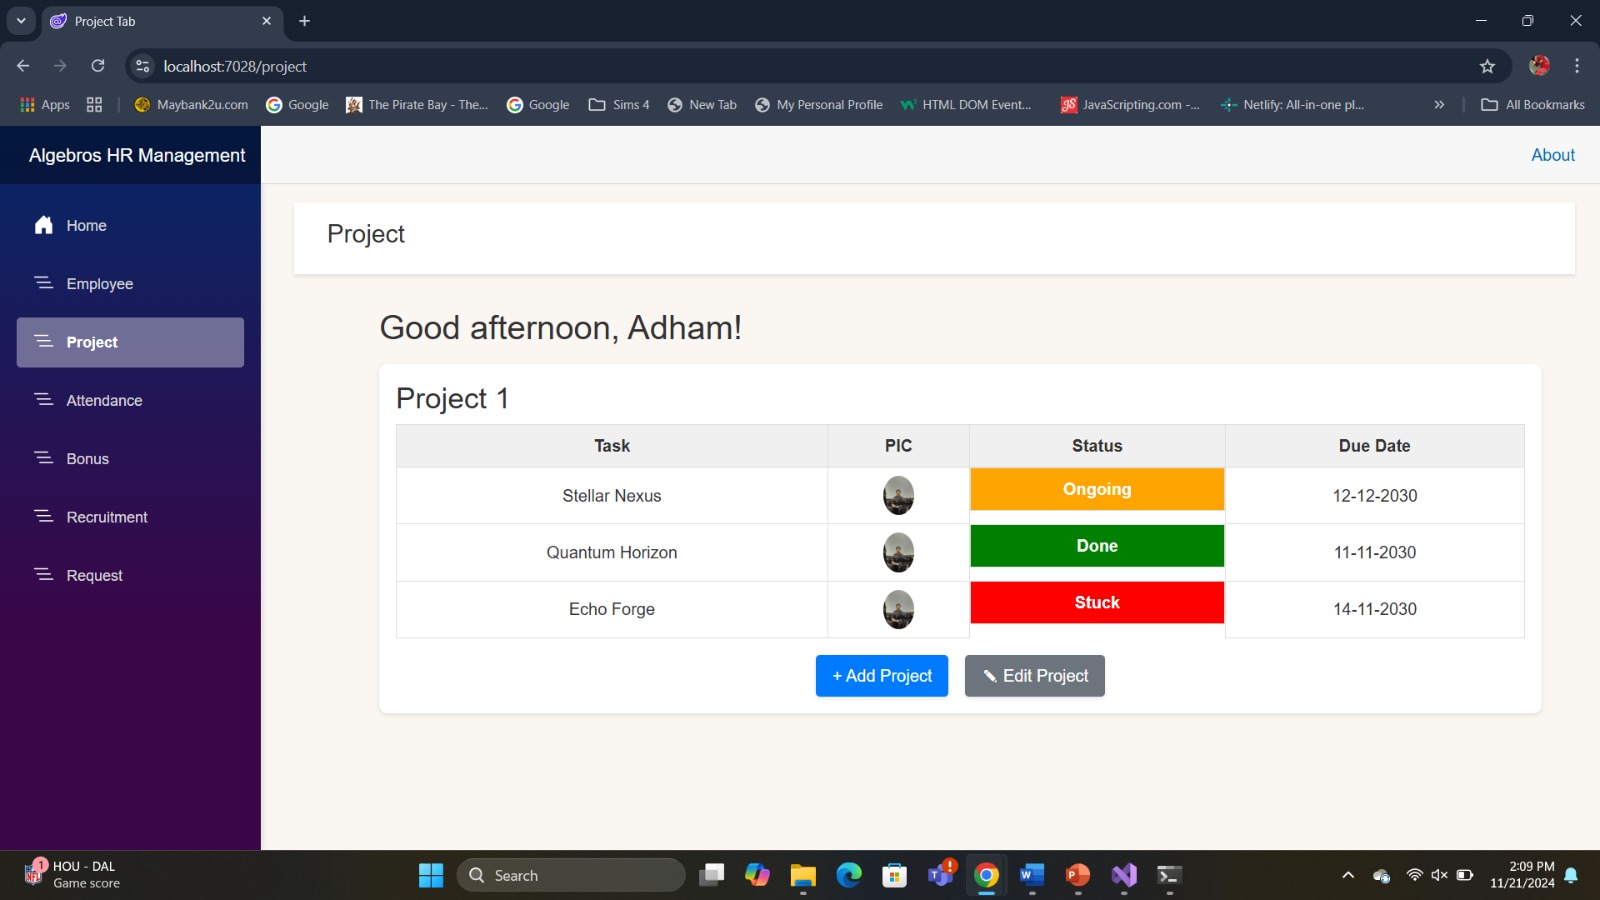 Project Tab
localhost:7028/project
Apps
Maybank2u.com
Google
The Pirate Bay - The...
Google
Sims 4
New Tab
My Personal Profile
HTML DOM Event...
JavaScripting.com -...
Netlify: All-in-one pl...
»
All Bookmarks
Algebros HR Management
About
Home
Employee
Project
Attendance
Bonus
Recruitment
Request
Project
Good afternoon, Adham!
Project 1
Task PIC Status Due Date
Stellar Nexus Ongoing 12-12-2030
Quantum Horizon Done 11-11-2030
Echo Forge Stuck 14-11-2030
+ Add Project
Edit Project
1
HOU - DAL
Game score
Search
2:09 PM
11/21/2024